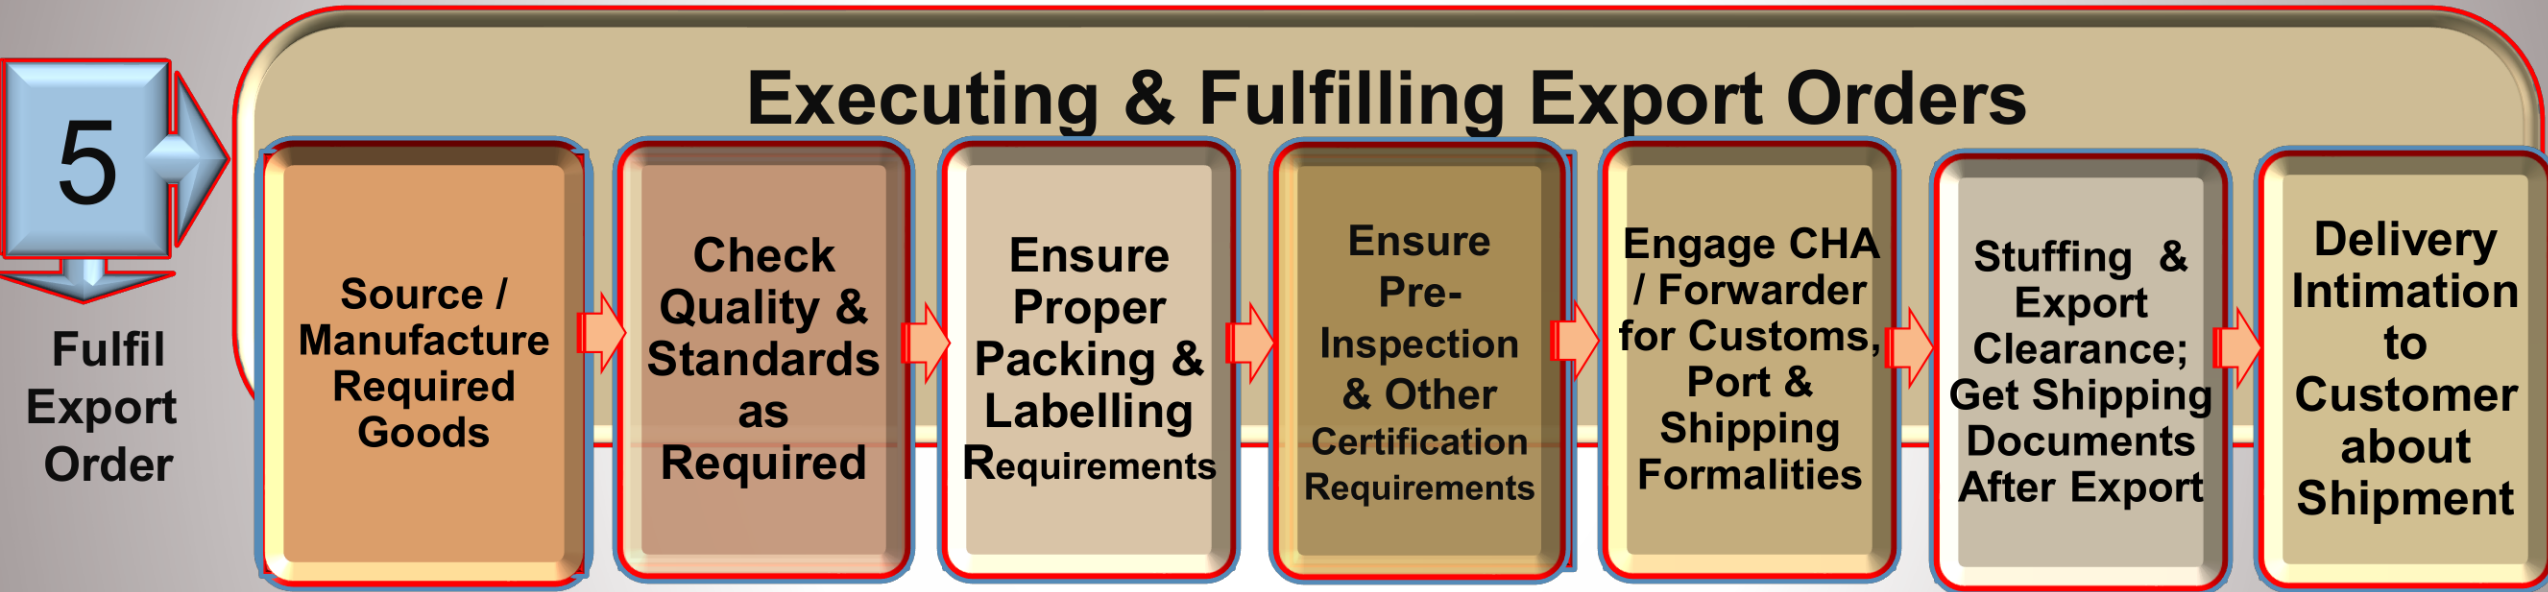 5
Fulfil
Export
Order
Executing & Fulfilling Export Orders
Source /
Manufacture
Required
Goods
Check
Quality &
Standards
as
Required
Ensure
Proper
Packing &
Labelling
Requirements
Ensure
Pre-
Inspection
& Other
Certification
Requirements
Engage CHA
/ Forwarder
for Customs,
Port &
Shipping
Formalities
Stuffing &
Export
Clearance;
Get Shipping
Documents
After Export
Delivery
Intimation
to
Customer
about
Shipment